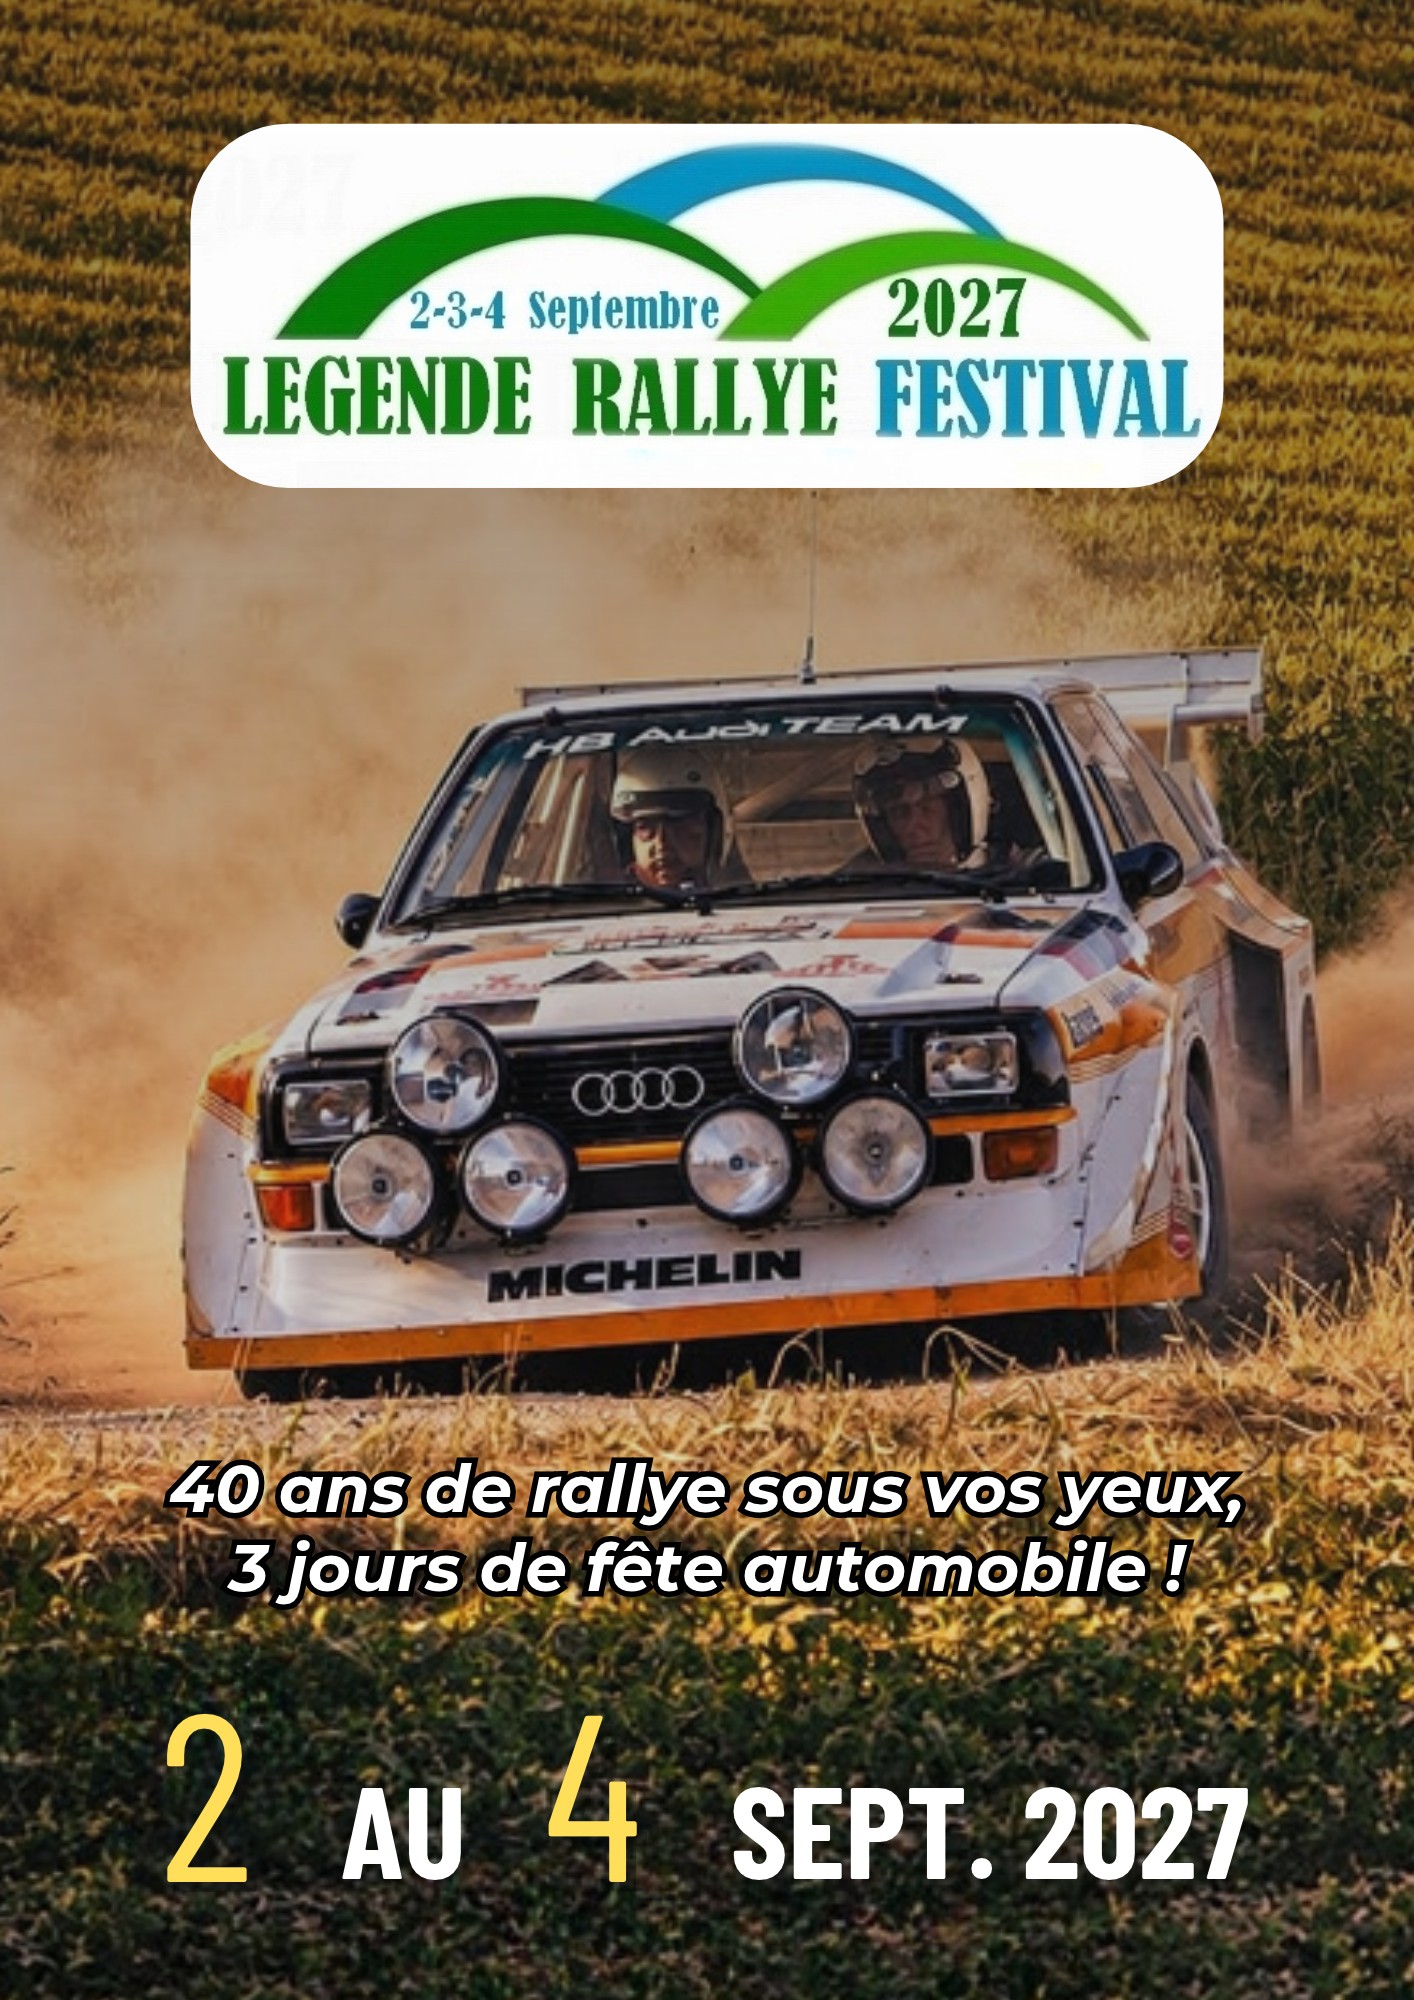 2-3-4 Septembre 2027
LEGENDE RALLYE FESTIVAL
HB Audi TEAM
MICHELIN
40 ans de rallye sous vos yeux,
3 jours de fête automobile !
2 AU 4 SEPT. 2027